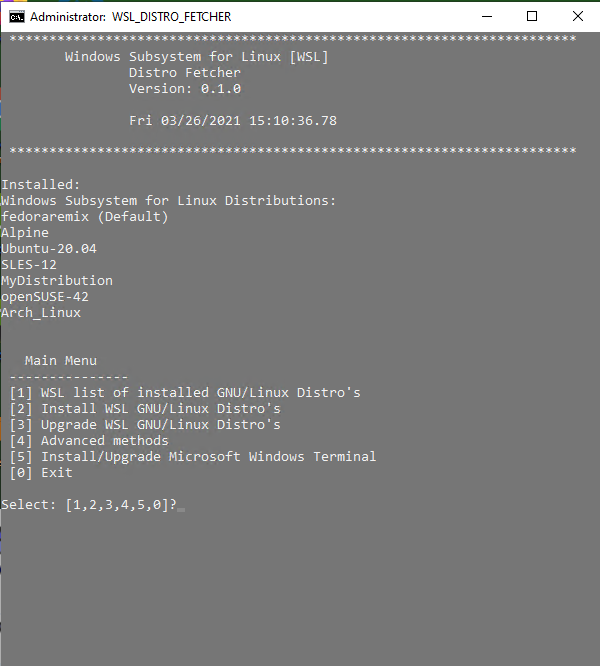 Administrator: WSL_DISTRO_FETCHER
***********************************************************************
Windows Subsystem for Linux [WSL]
Distro Fetcher
Version: 0.1.0
Fri 03/26/2021 15:10:36.78
***********************************************************************
Installed:
Windows Subsystem for Linux Distributions:
fedoraremix (Default)
Alpine
Ubuntu-20.04
SLES-12
MyDistribution
openSUSE-42
Arch_Linux
Main Menu
---------------
[1] WSL list of installed GNU/Linux Distro's
[2] Install WSL GNU/Linux Distro's
[3] Upgrade WSL GNU/Linux Distro's
[4] Advanced methods
[5] Install/Upgrade Microsoft Windows Terminal
[0] Exit
Select: [1,2,3,4,5,0]?_